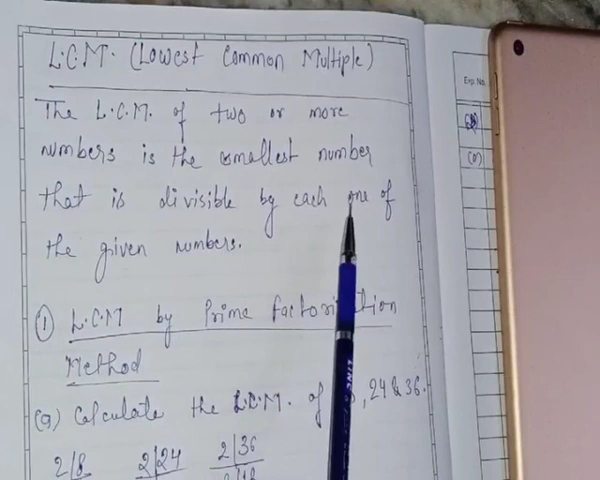 L.C.M. (Lowest Common Multiple)
The L.C.M. of two or more
numbers is the smallest number
that is divisible by each one of
the given numbers.
① L.C.M by Prime
Method
(a) Calculate the L.C.M. of , 24 & 36.
2|8 2|24 2|36
Exp. No.